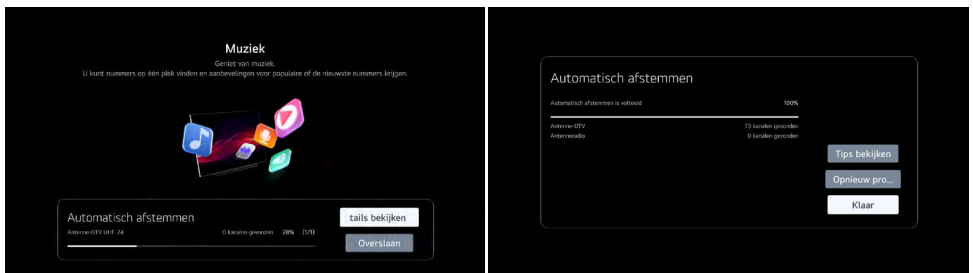 Muziek
Geniet van muziek.
U kunt nummers op één plek vinden en aanbevelingen voor populaire of de nieuwste nummers krijgen.
Automatisch afstemmen
Antenne-DTV UHF. 24 0 kanalen gevonden 28% (1/1)
tails bekijken
Overslaan
Automatisch afstemmen
Automatisch afstemmen is voltooid 100%
Antenne-DTV 73 kanalen gevonden
Antenneradio 0 kanalen gevonden
Tips bekijken
Opnieuw pro...
Klaar